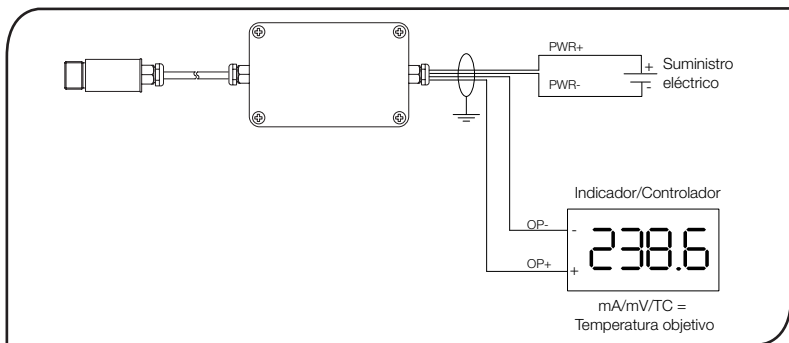 PWR+
+ Suministro
PWR-
- eléctrico
Indicador/Controlador
OP- -
238.6
OP+ +
mA/mV/TC =
Temperatura objetivo